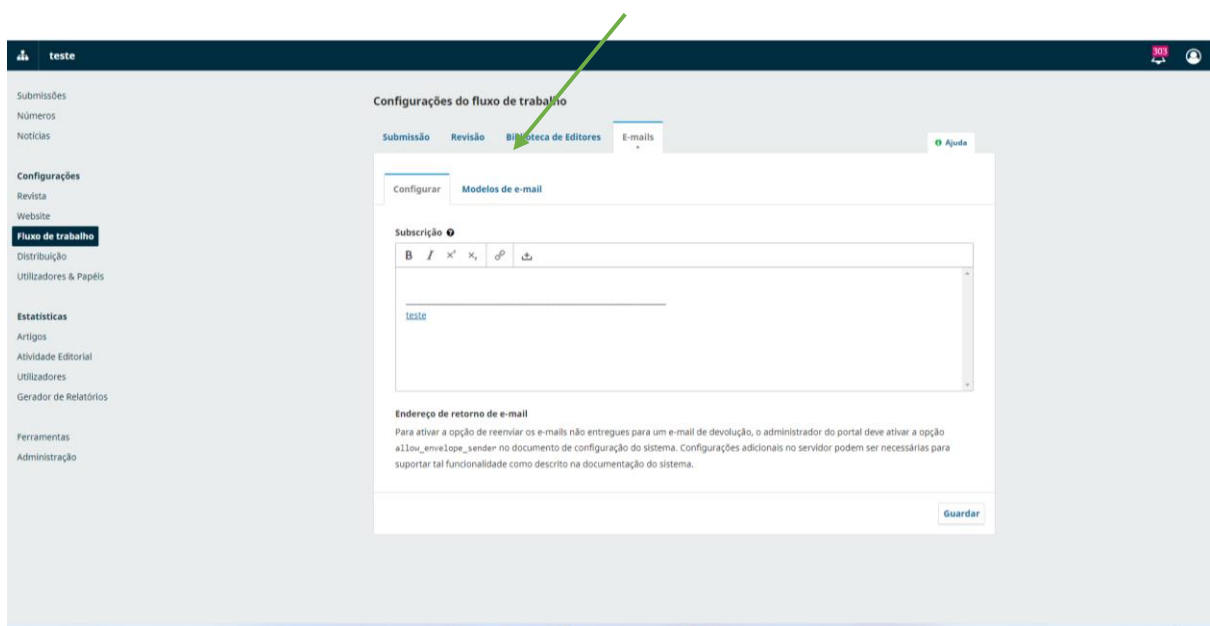 teste
303
Submissões
Números
Notícias
Configurações
Revista
Website
Fluxo de trabalho
Distribuição
Utilizadores & Papéis
Estatísticas
Artigos
Atividade Editorial
Utilizadores
Gerador de Relatórios
Ferramentas
Administração
Configurações do fluxo de trabalho
Submissão Revisão Biblioteca de Editores E-mails
Ajuda
Configurar Modelos de e-mail
Subscrição
B I x² x₂
teste
Endereço de retorno de e-mail
Para ativar a opção de reenviar os e-mails não entregues para um e-mail de devolução, o administrador do portal deve ativar a opção
allow_envelope_sender no documento de configuração do sistema. Configurações adicionais no servidor podem ser necessárias para
suportar tal funcionalidade como descrito na documentação do sistema.
Guardar